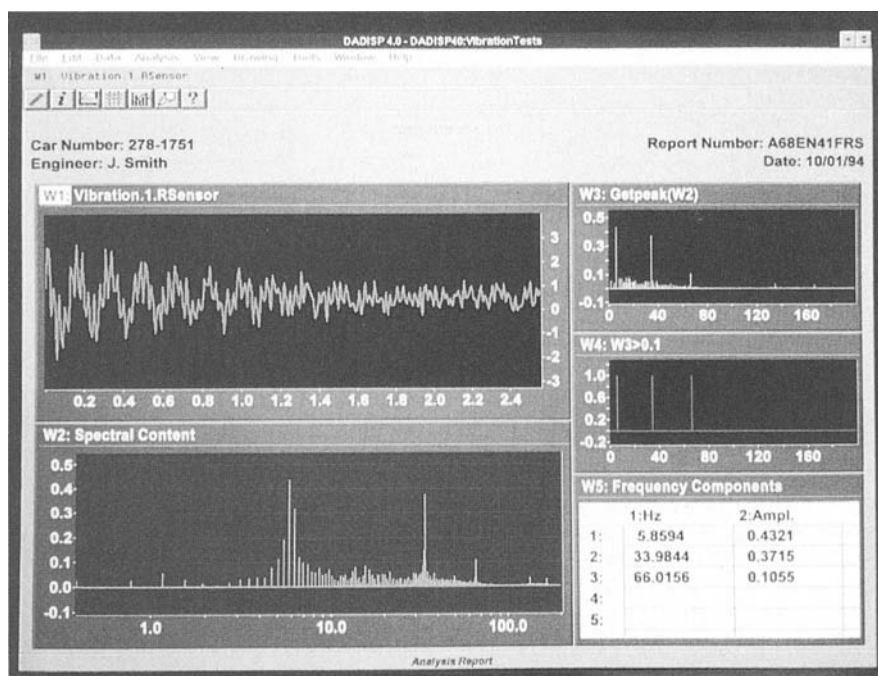 DADISP 4.0 - DADISP40:VibrationTests
File Edit Data Analysis View Drawing Tools Window Help
W1 Vibration.1.RSensor
i
?
Car Number: 278-1751
Engineer: J. Smith
Report Number: A68EN41FRS
Date: 10/01/94
W1: Vibration.1.RSensor
3
2
1
0
-1
-2
-3
0.2 0.4 0.6 0.8 1.0 1.2 1.4 1.6 1.8 2.0 2.2 2.4
W2: Spectral Content
0.5
0.4
0.3
0.2
0.1
0.0
-0.1
1.0 10.0 100.0
W3: Getpeak(W2)
0.5
0.3
0.1
-0.1
0 40 80 120 160
W4: W3>0.1
1.0
0.6
0.2
-0.2
0 40 80 120 160
W5: Frequency Components
1:Hz 2:Ampl.
1: 5.8594 0.4321
2: 33.9844 0.3715
3: 66.0156 0.1055
4:
5:
Analysis Report